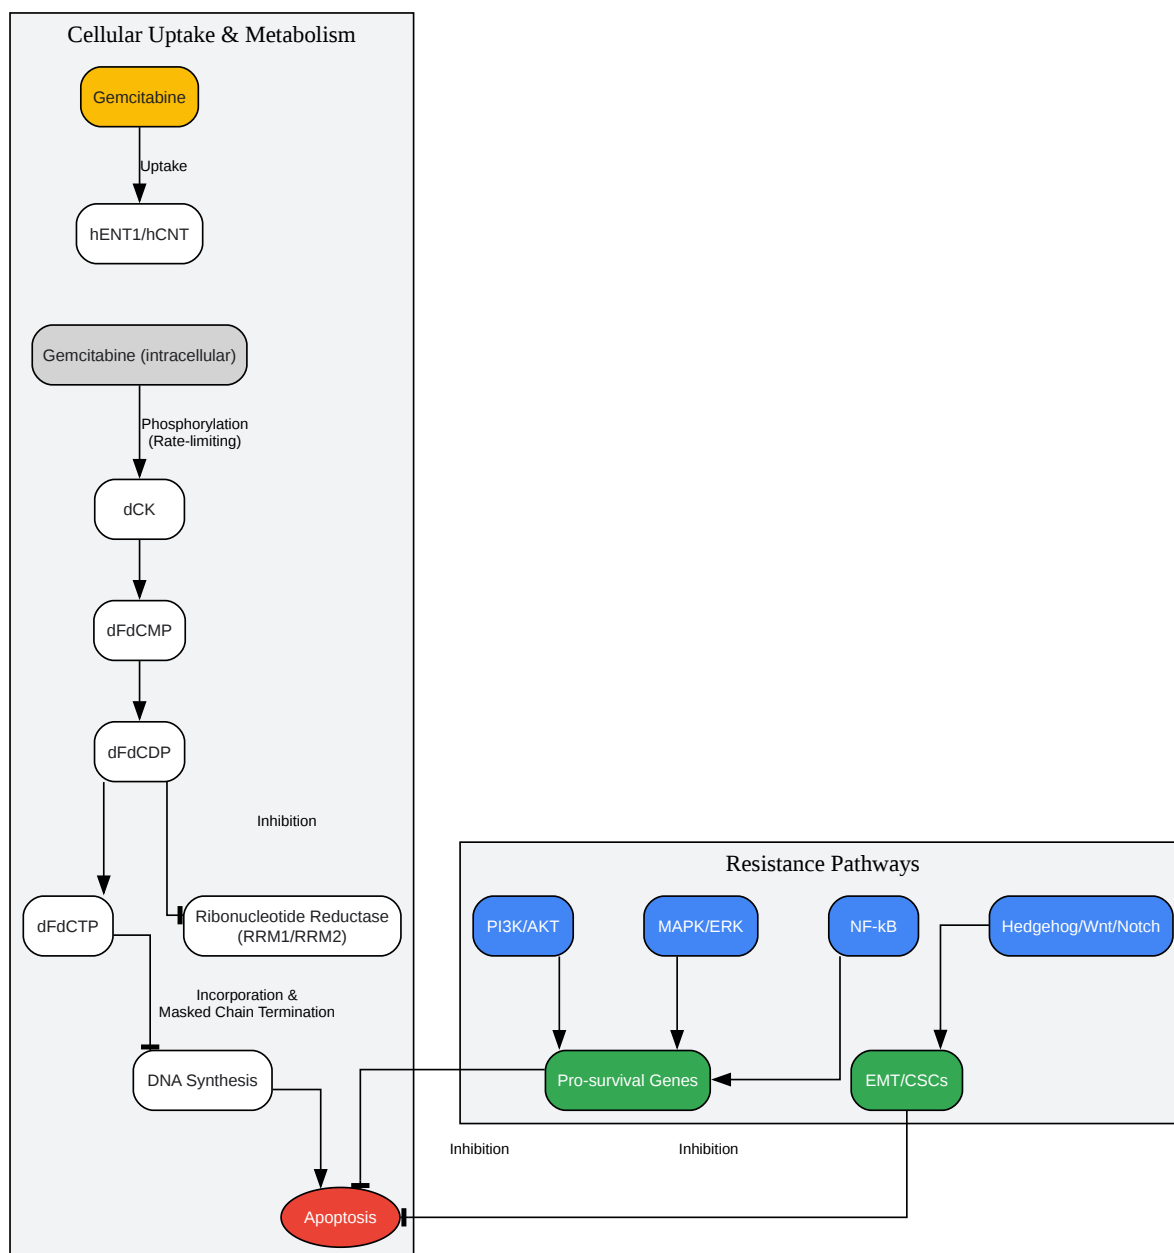 Cellular Uptake & Metabolism
Gemcitabine
Uptake
hENT1/hCNT
Gemcitabine (intracellular)
Phosphorylation
(Rate-limiting)
dCK
dFdCMP
dFdCDP
Inhibition
dFdCTP
Ribonucleotide Reductase
(RRM1/RRM2)
Incorporation &
Masked Chain Termination
DNA Synthesis
Apoptosis
Resistance Pathways
PI3K/AKT
MAPK/ERK
NF-kB
Hedgehog/Wnt/Notch
Pro-survival Genes
EMT/CSCs
Inhibition
Inhibition